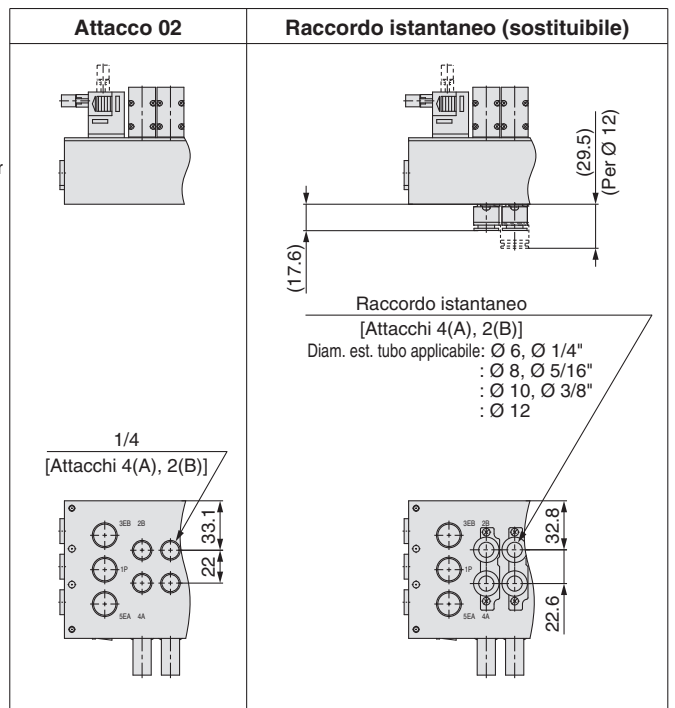 Attacco 02
Raccordo istantaneo (sostituibile)
r
(29.5)
(Per Ø 12)
(17.6)
Raccordo istantaneo
[Attacchi 4(A), 2(B)]
Diam. est. tubo applicabile: Ø 6, Ø 1/4"
: Ø 8, Ø 5/16"
: Ø 10, Ø 3/8"
: Ø 12
1/4
[Attacchi 4(A), 2(B)]
3EB 2B
1P
5EA 4A
33.1
22
3EB 2B
1P
5EA 4A
32.8
22.6